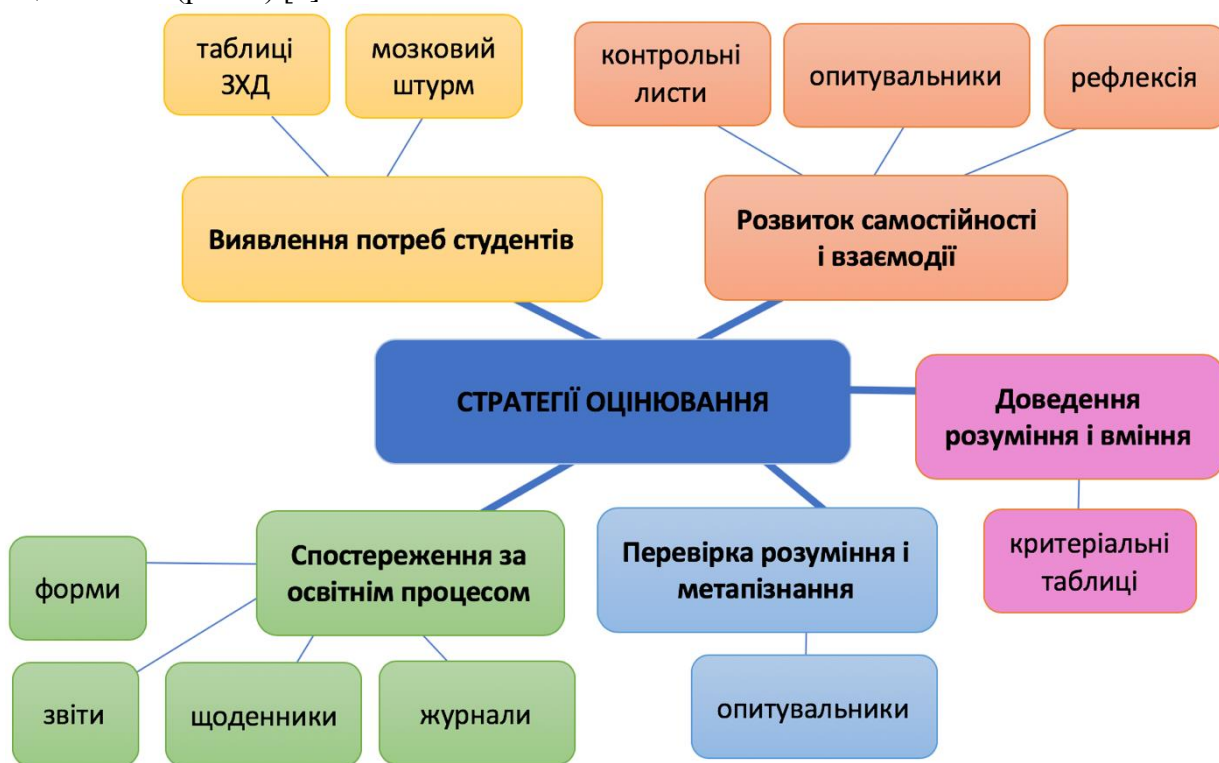 таблиці
ЗХД
мозковий
штурм
контрольні
листи
опитувальники
рефлексія
Виявлення потреб студентів
Розвиток самостійності
і взаємодії
СТРАТЕГІЇ ОЦІНЮВАННЯ
Доведення
розуміння і вміння
критеріальні
таблиці
Спостереження за
освітнім процесом
Перевірка розуміння і
метапізнання
форми
звіти
щоденники
журнали
опитувальники